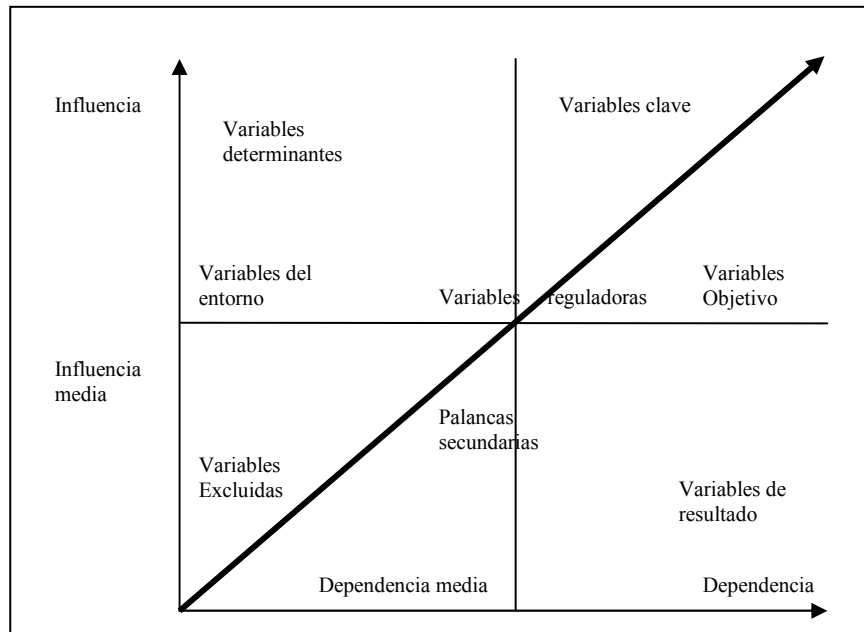 Influencia
Variables clave
Variables
determinantes
Variables del
entorno
Variables reguladoras
Variables
Objetivo
Influencia
media
Palancas
secundarias
Variables
Excluidas
Variables de
resultado
Dependencia media
Dependencia